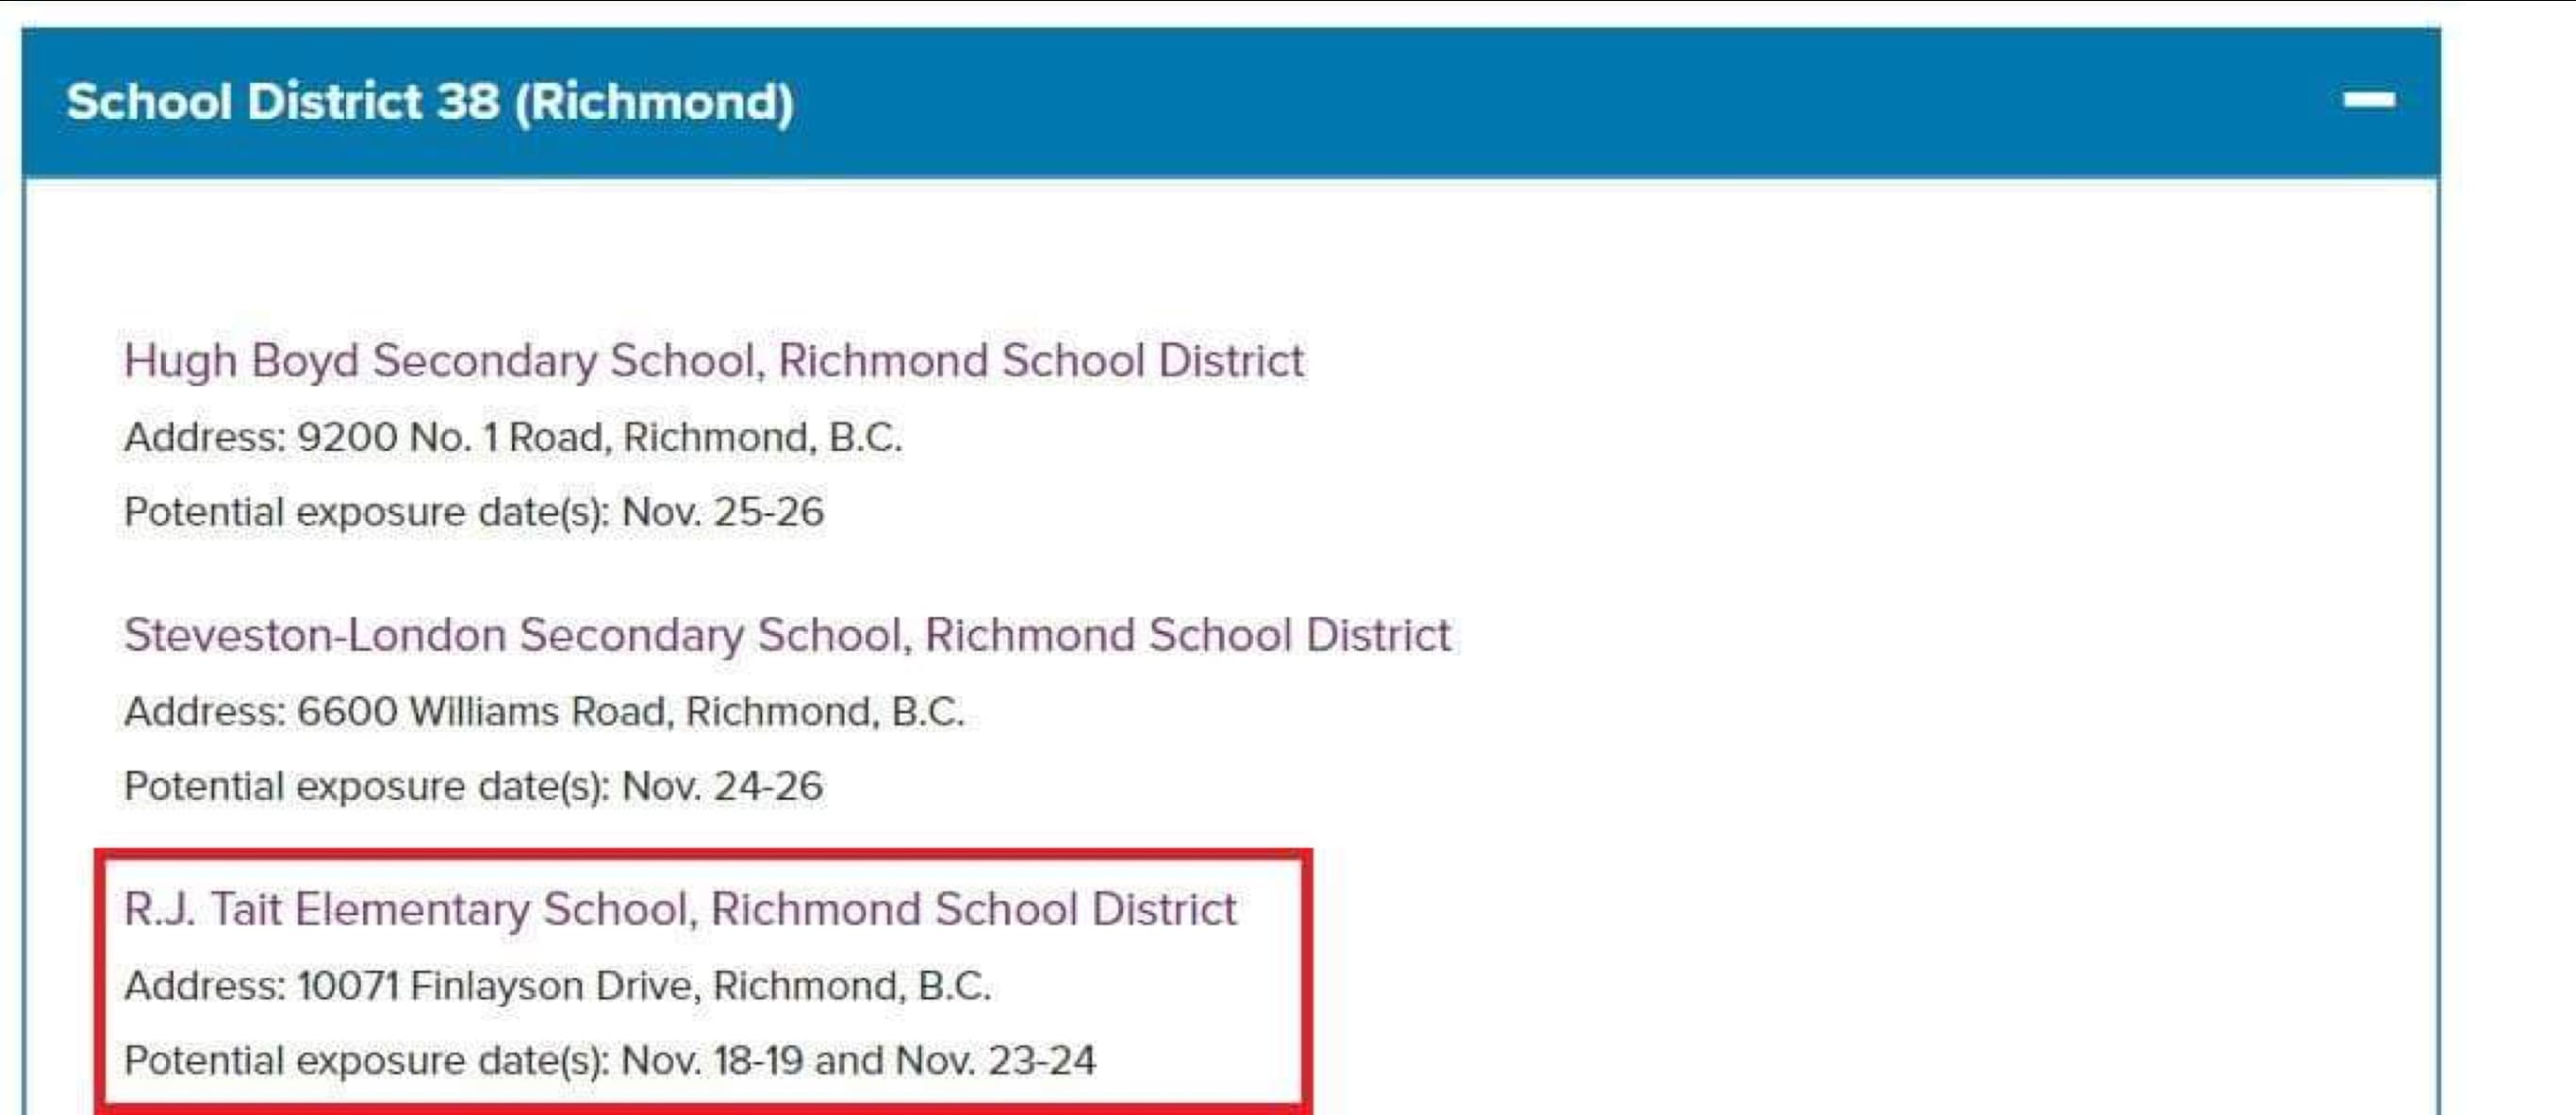 School District 38 (Richmond)
Hugh Boyd Secondary School, Richmond School District
Address: 9200 No. 1 Road, Richmond, B.C.
Potential exposure date(s): Nov. 25-26
Steveston-London Secondary School, Richmond School District
Address: 6600 Williams Road, Richmond, B.C.
Potential exposure date(s): Nov. 24-26
R.J. Tait Elementary School, Richmond School District
Address: 10071 Finlayson Drive, Richmond, B.C.
Potential exposure date(s): Nov. 18-19 and Nov. 23-24